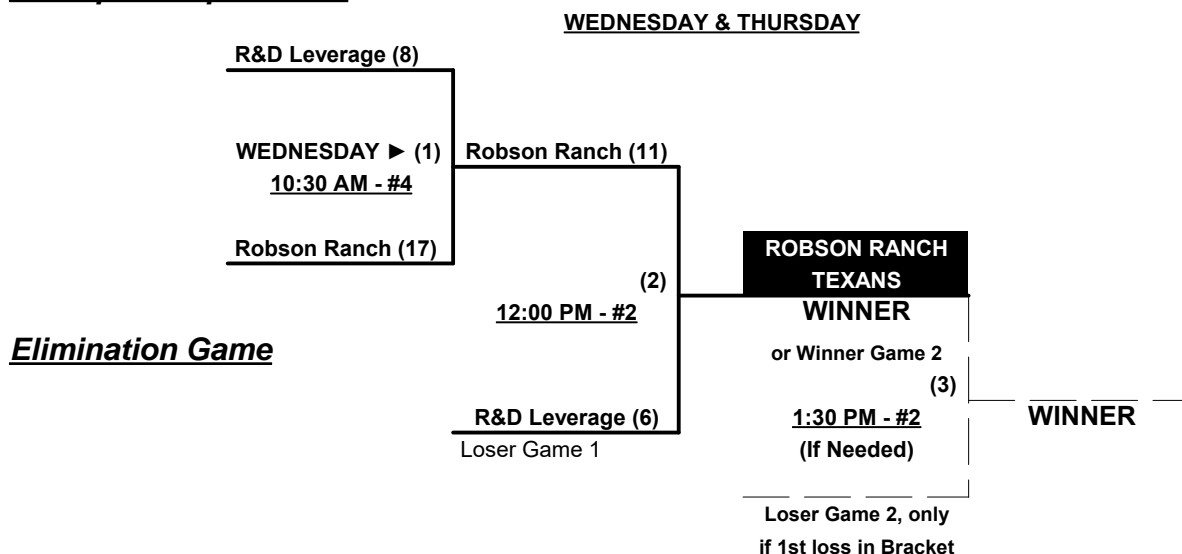 WEDNESDAY & THURSDAY
R&D Leverage (8)
WEDNESDAY ► (1)
10:30 AM - #4
Robson Ranch (11)
Robson Ranch (17)
ROBSON RANCH
TEXANS
WINNER
(2)
12:00 PM - #2
Elimination Game
or Winner Game 2
(3)
1:30 PM - #2
(If Needed)
WINNER
R&D Leverage (6)
Loser Game 1
Loser Game 2, only
if 1st loss in Bracket